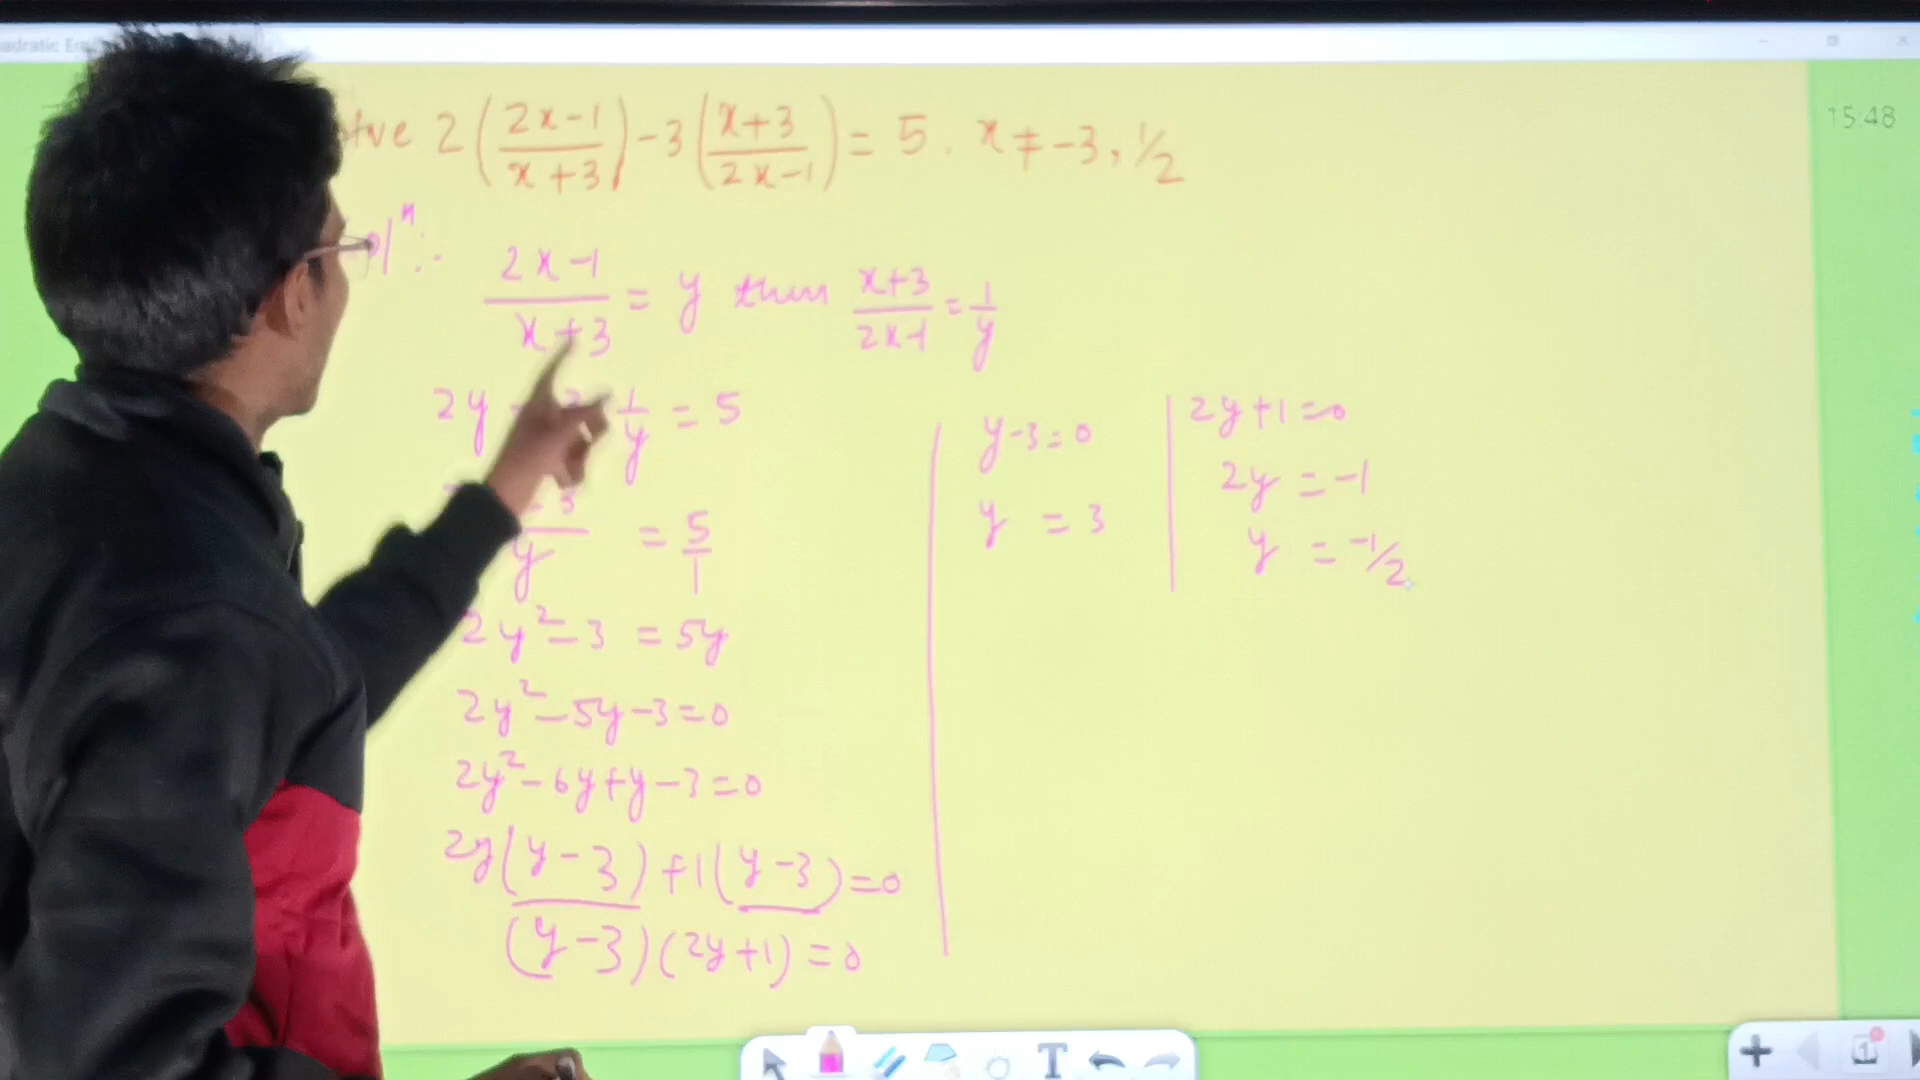 2(2x-1/x+3) - 3(x+3/2x-1) = 5. x ≠ -3, 1/2
15:48
2x-1/x+3 = y then x+3/2x-1 = 1/y
2y 1/y = 5
y = 5/1
2y² - 3 = 5y
2y² - 5y - 3 = 0
2y² - 6y + y - 3 = 0
2y(y - 3) + 1(y - 3) = 0
(y - 3)(2y + 1) = 0
y - 3 = 0
y = 3
2y + 1 = 0
2y = -1
y = -1/2
T
1